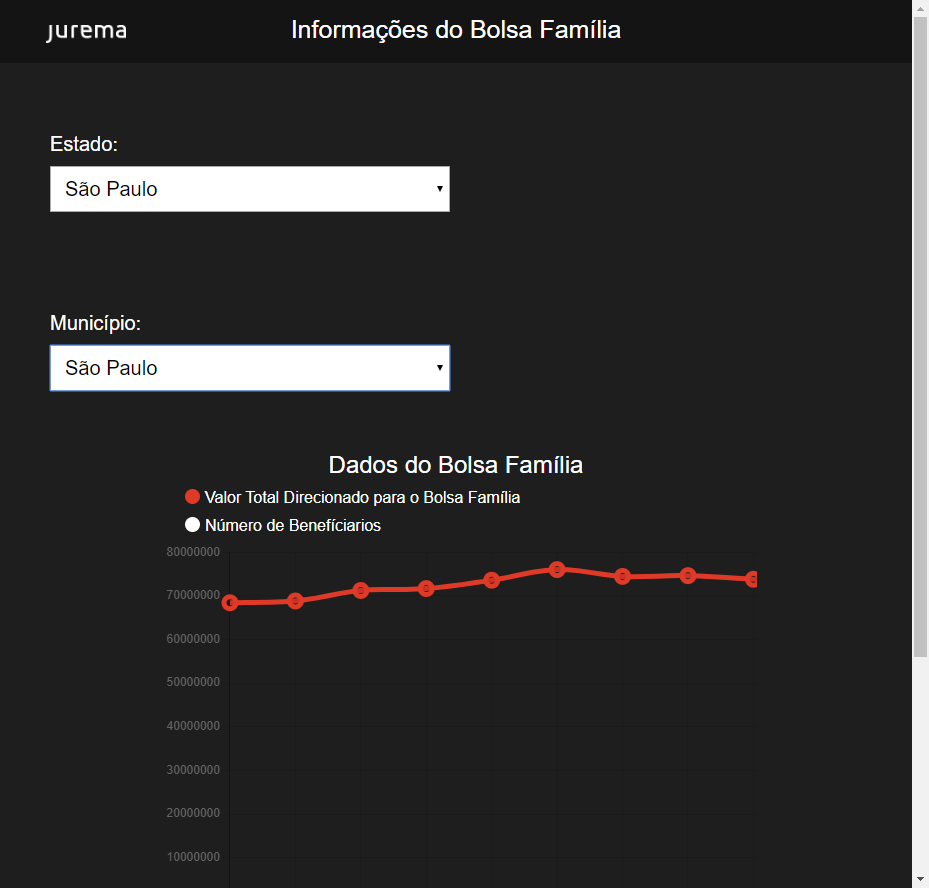 jurema
Informações do Bolsa Família
Estado:
São Paulo
Município:
São Paulo
Dados do Bolsa Família
Valor Total Direcionado para o Bolsa Família
Número de Benefíciarios
80000000
70000000
60000000
50000000
40000000
30000000
20000000
10000000